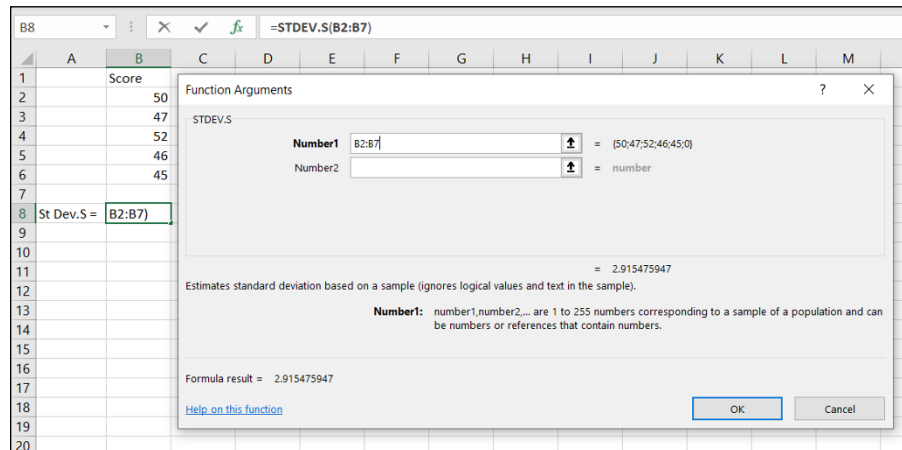 B8 fx =STDEV.S(B2:B7)
A B C D E F G H I J K L M
1 Score
2 50
3 47
4 52
5 46
6 45
7
8 St Dev.S = B2:B7)
9
10
11
12
13
14
15
16
17
18
19
20
Function Arguments ? ×
STDEV.S
Number1 B2:B7 = {50;47;52;46;45;0}
Number2 = number
= 2.915475947
Estimates standard deviation based on a sample (ignores logical values and text in the sample).
Number1: number1,number2,... are 1 to 255 numbers corresponding to a sample of a population and can
be numbers or references that contain numbers.
Formula result = 2.915475947
Help on this function
OK Cancel